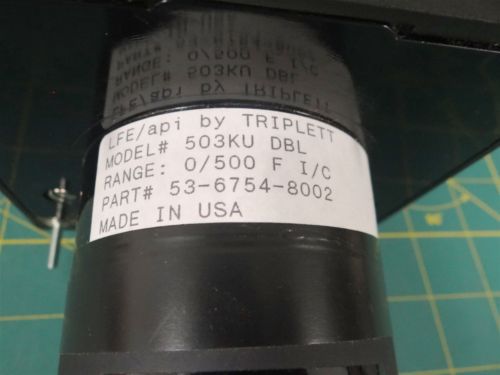 LFE/api by TRIPLETT
MODEL# 503KU DBL
RANGE: 0/500 F I/C
PART# 53-6754-8002
MADE IN USA